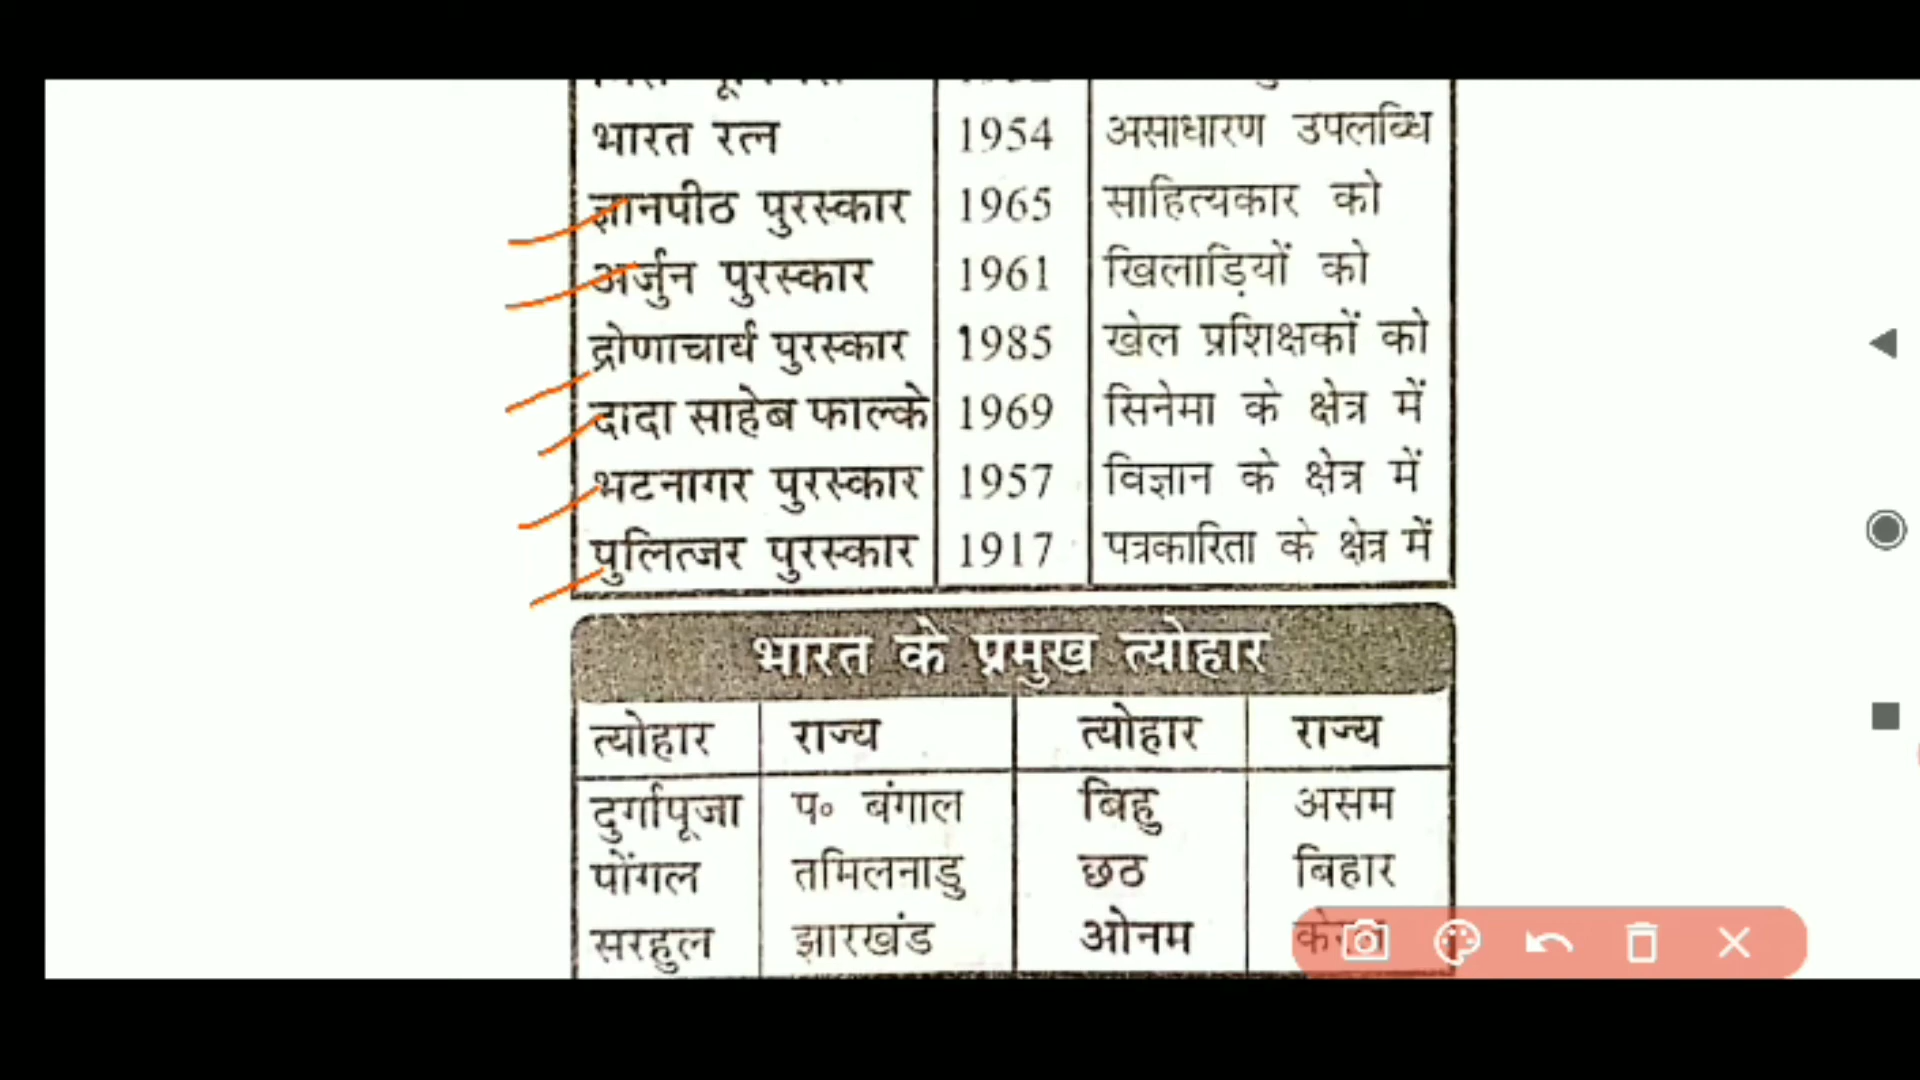 भारत रत्न 1954 असाधारण उपलब्धि
ज्ञानपीठ पुरस्कार 1965 साहित्यकार को
अर्जुन पुरस्कार 1961 खिलाड़ियों को
द्रोणाचार्य पुरस्कार 1985 खेल प्रशिक्षकों को
दादा साहेब फाल्के 1969 सिनेमा के क्षेत्र में
भटनागर पुरस्कार 1957 विज्ञान के क्षेत्र में
पुलित्जर पुरस्कार 1917 पत्रकारिता के क्षेत्र में
भारत के प्रमुख त्योहार
त्योहार राज्य त्योहार राज्य
दुर्गापूजा प० बंगाल बिहु असम
पोंगल तमिलनाडु छठ बिहार
सरहुल झारखंड ओनम